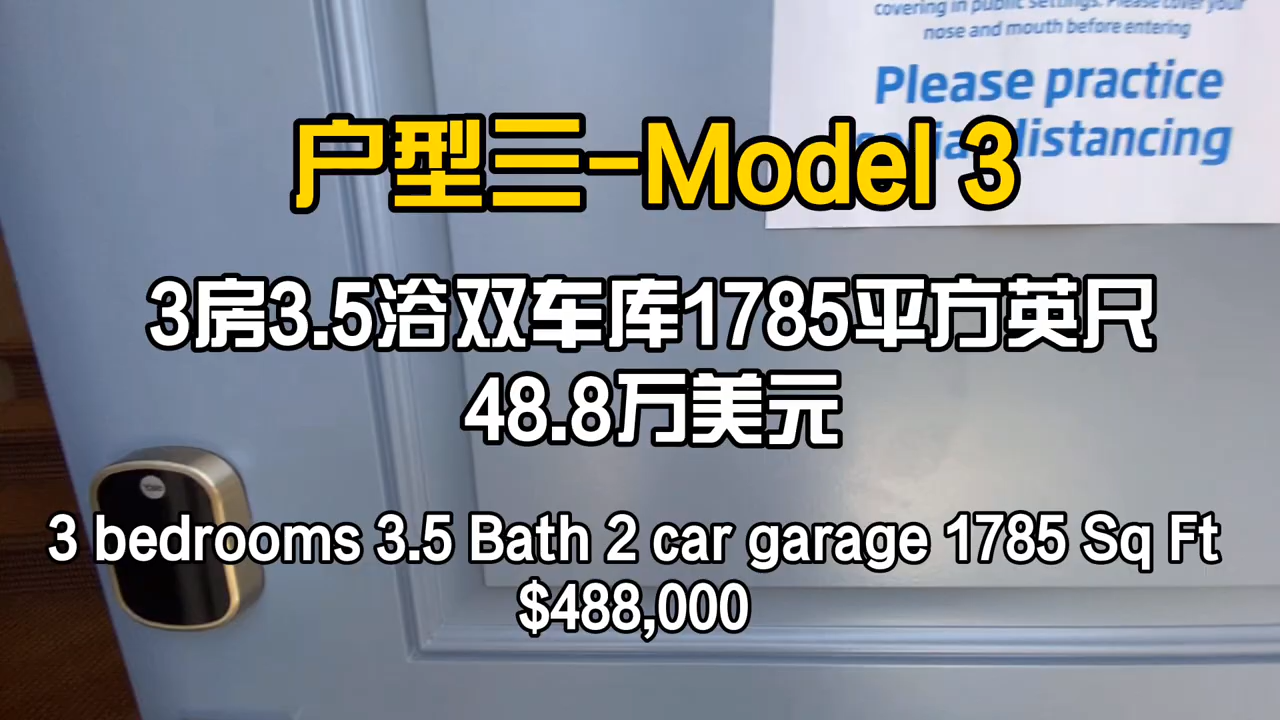 covering in public settings. Please cover your
nose and mouth before entering
Please practice
social distancing
户型三-Model 3
3房3.5浴双车库1785平方英尺
48.8万美元
3 bedrooms 3.5 Bath 2 car garage 1785 Sq Ft
$488,000
Yale